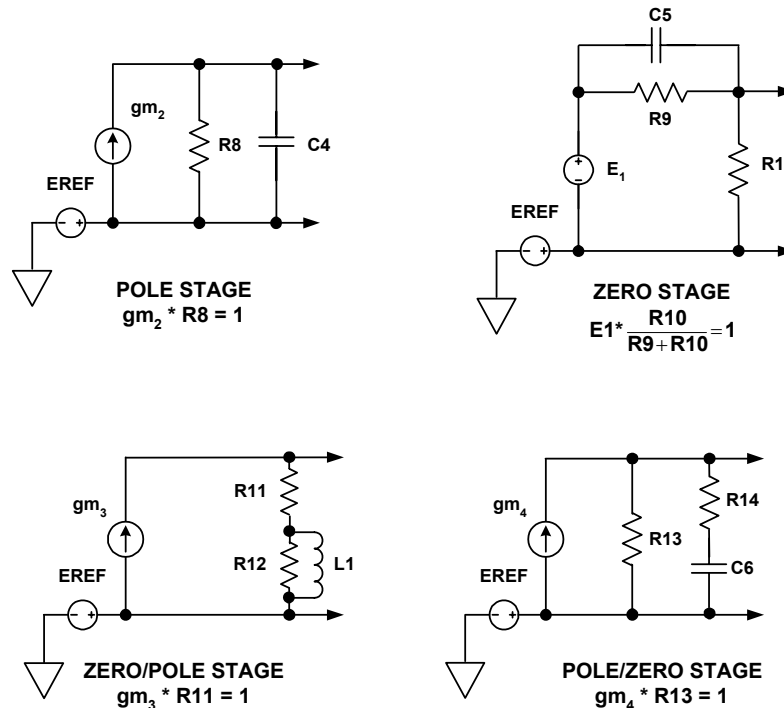 C5
gm2
R8
C4
EREF
R9
E1
R1
EREF
POLE STAGE
gm2 * R8 = 1
ZERO STAGE
E1* R10 / R9+R10 =1
gm3
R11
R12
L1
EREF
gm4
R13
R14
C6
EREF
ZERO/POLE STAGE
gm3 * R11 = 1
POLE/ZERO STAGE
gm4 * R13 = 1